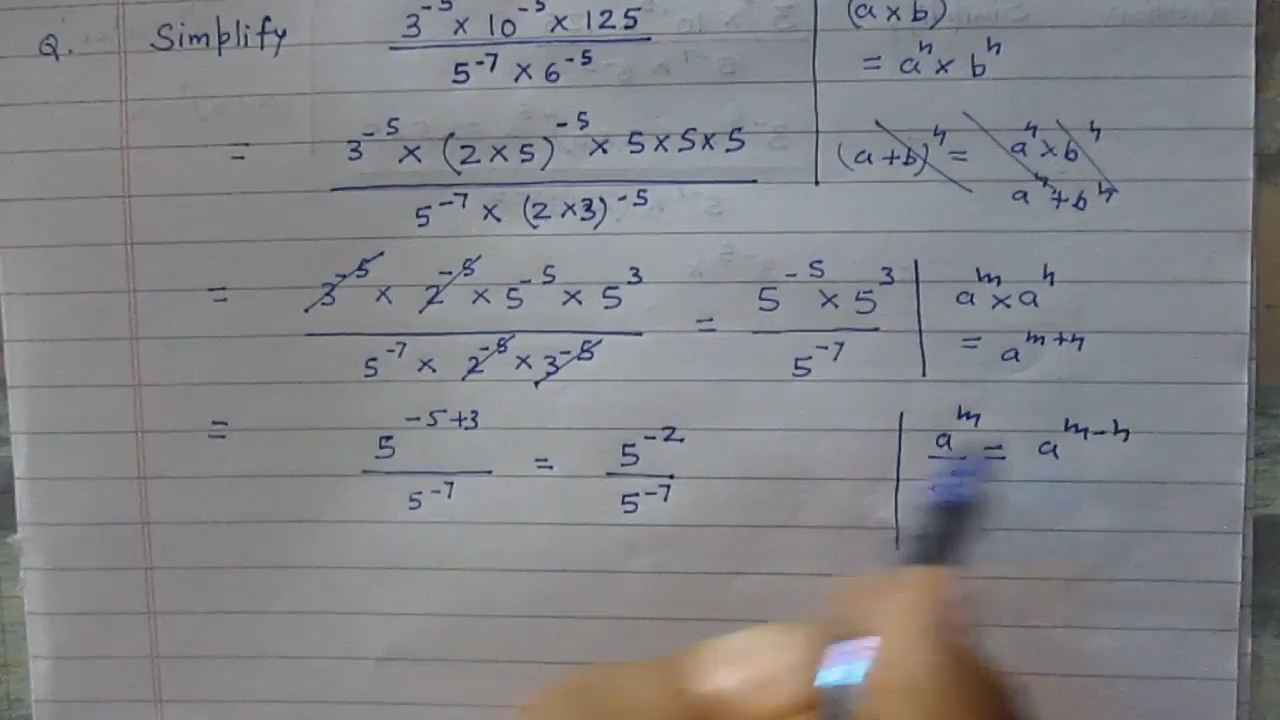 Q. Simplify 3^-5 × 10^-5 × 125 / 5^-7 × 6^-5
(a×b)
= a^n × b^n
= 3^-5 × (2×5)^-5 × 5×5×5 / 5^-7 × (2×3)^-5
(a+b)^n = a^n×b^n
a^n+b^n
= 3^-5 × 2^-5 × 5^-5 × 5^3 / 5^-7 × 2^-5 × 3^-5 = 5^-5 × 5^3 / 5^-7
a^m×a^n
= a^m+n
= 5^-5+3 / 5^-7 = 5^-2 / 5^-7
a^m = a^m-n